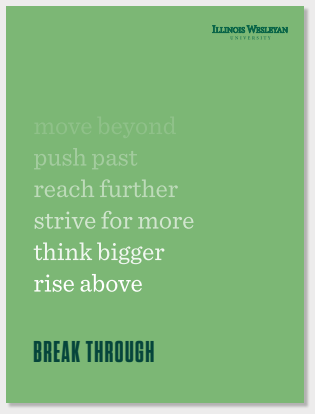 Illinois Wesleyan
UNIVERSITY
move beyond
push past
reach further
strive for more
think bigger
rise above
BREAK THROUGH